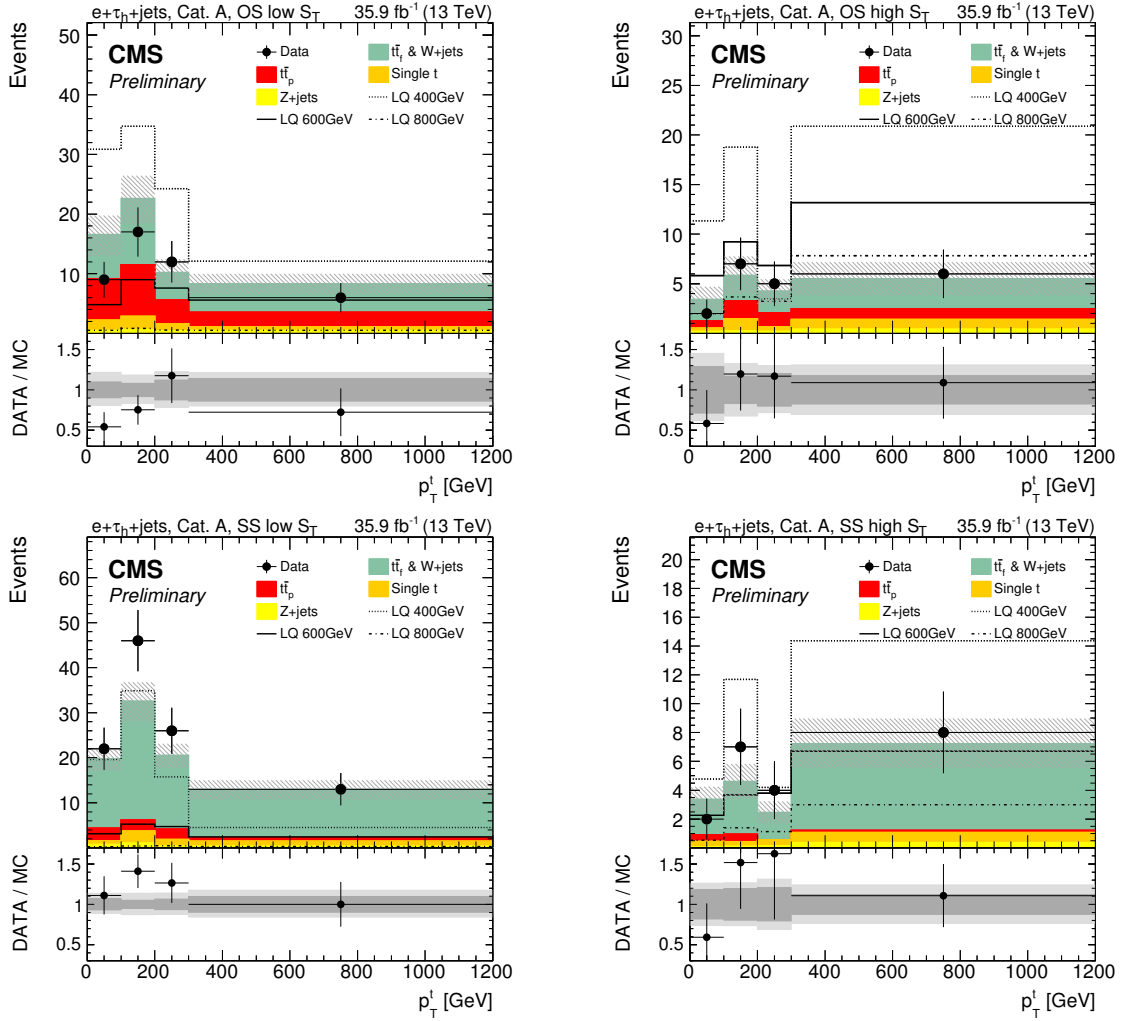 e+τh+jets, Cat. A, OS low ST 35.9 fb⁻¹ (13 TeV)
Events
CMS
Preliminary
Data
tt̄f & W+jets
tt̄p
Single t
Z+jets
LQ 400GeV
LQ 600GeV
LQ 800GeV
50
40
30
20
10
DATA / MC
1.5
1
0.5
0 200 400 600 800 1000 1200
pTt [GeV]
e+τh+jets, Cat. A, OS high ST 35.9 fb⁻¹ (13 TeV)
Events
CMS
Preliminary
Data
tt̄f & W+jets
tt̄p
Single t
Z+jets
LQ 400GeV
LQ 600GeV
LQ 800GeV
30
25
20
15
10
5
DATA / MC
1.5
1
0.5
0 200 400 600 800 1000 1200
pTt [GeV]
e+τh+jets, Cat. A, SS low ST 35.9 fb⁻¹ (13 TeV)
Events
CMS
Preliminary
Data
tt̄f & W+jets
tt̄p
Single t
Z+jets
LQ 400GeV
LQ 600GeV
LQ 800GeV
60
50
40
30
20
10
DATA / MC
1.5
1
0.5
0 200 400 600 800 1000 1200
pTt [GeV]
e+τh+jets, Cat. A, SS high ST 35.9 fb⁻¹ (13 TeV)
Events
CMS
Preliminary
Data
tt̄f & W+jets
tt̄p
Single t
Z+jets
LQ 400GeV
LQ 600GeV
LQ 800GeV
20
18
16
14
12
10
8
6
4
2
DATA / MC
1.5
1
0.5
0 200 400 600 800 1000 1200
pTt [GeV]